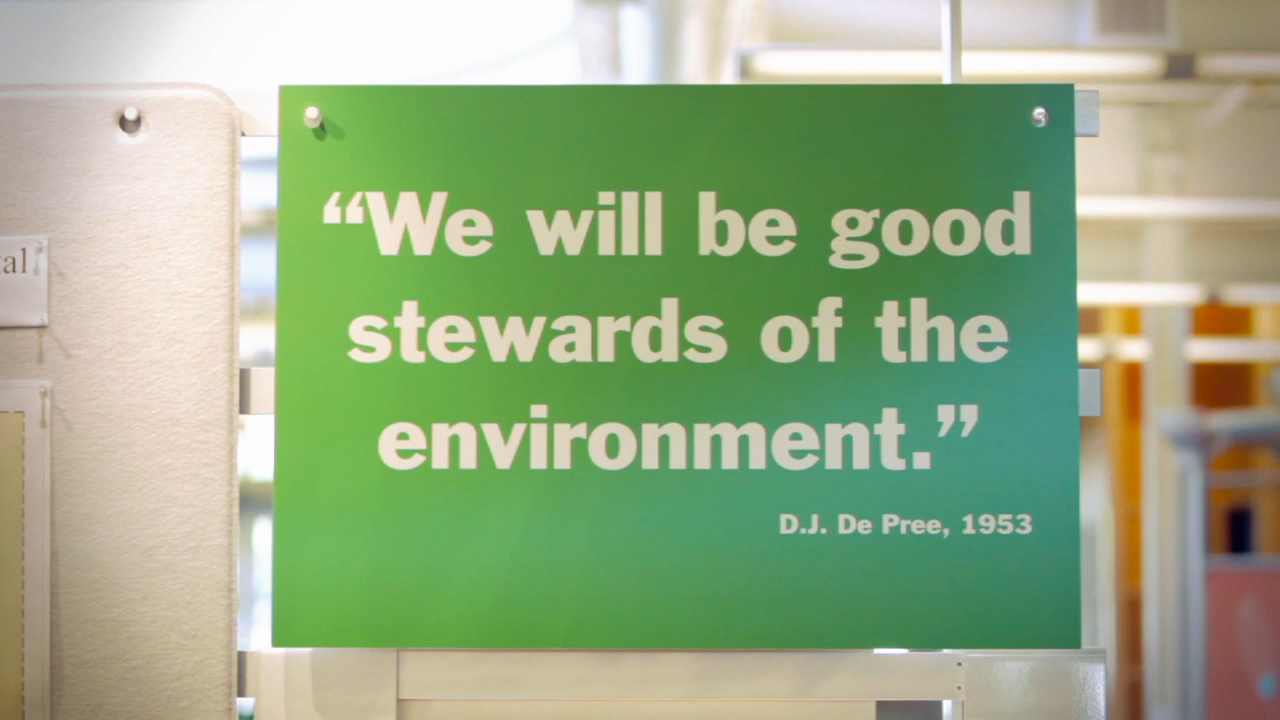 “We will be good
stewards of the
environment.”
D.J. De Pree, 1953